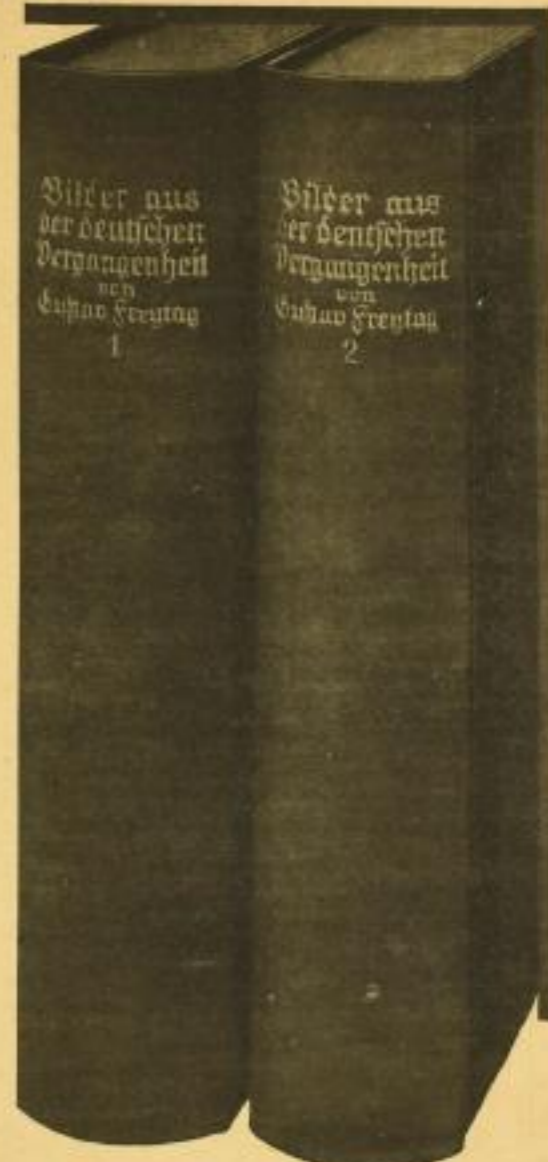 Bilder aus
der deutschen
Vergangenheit
von
Gustav Freytag
1
Bilder aus
der deutschen
Vergangenheit
von
Gustav Freytag
2